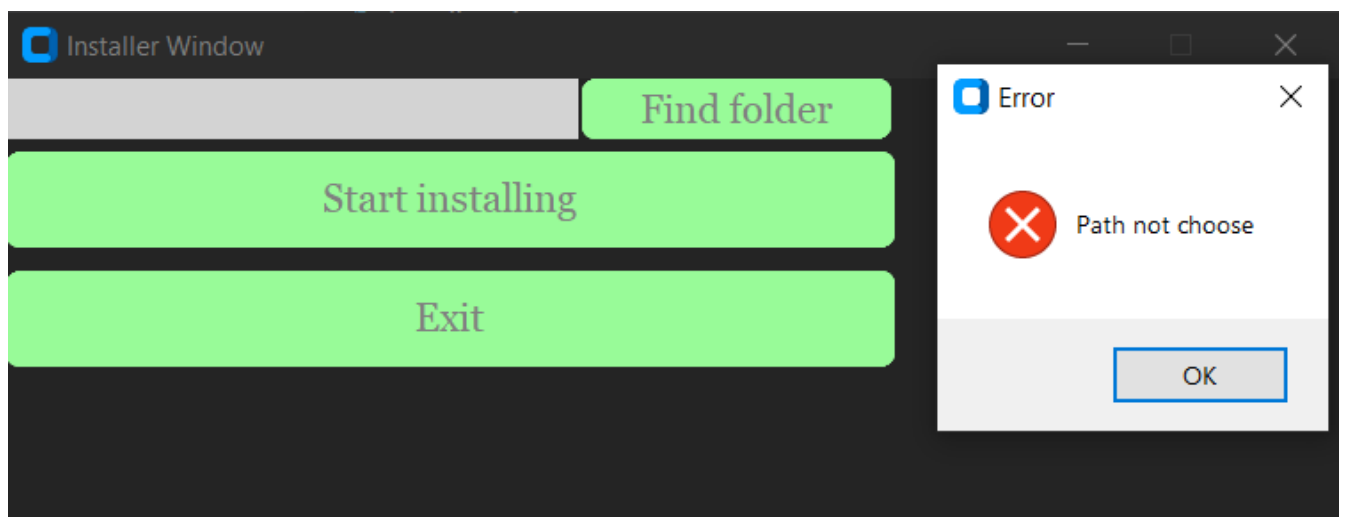 Installer Window
Error
Find folder
Start installing
Path not choose
Exit
OK